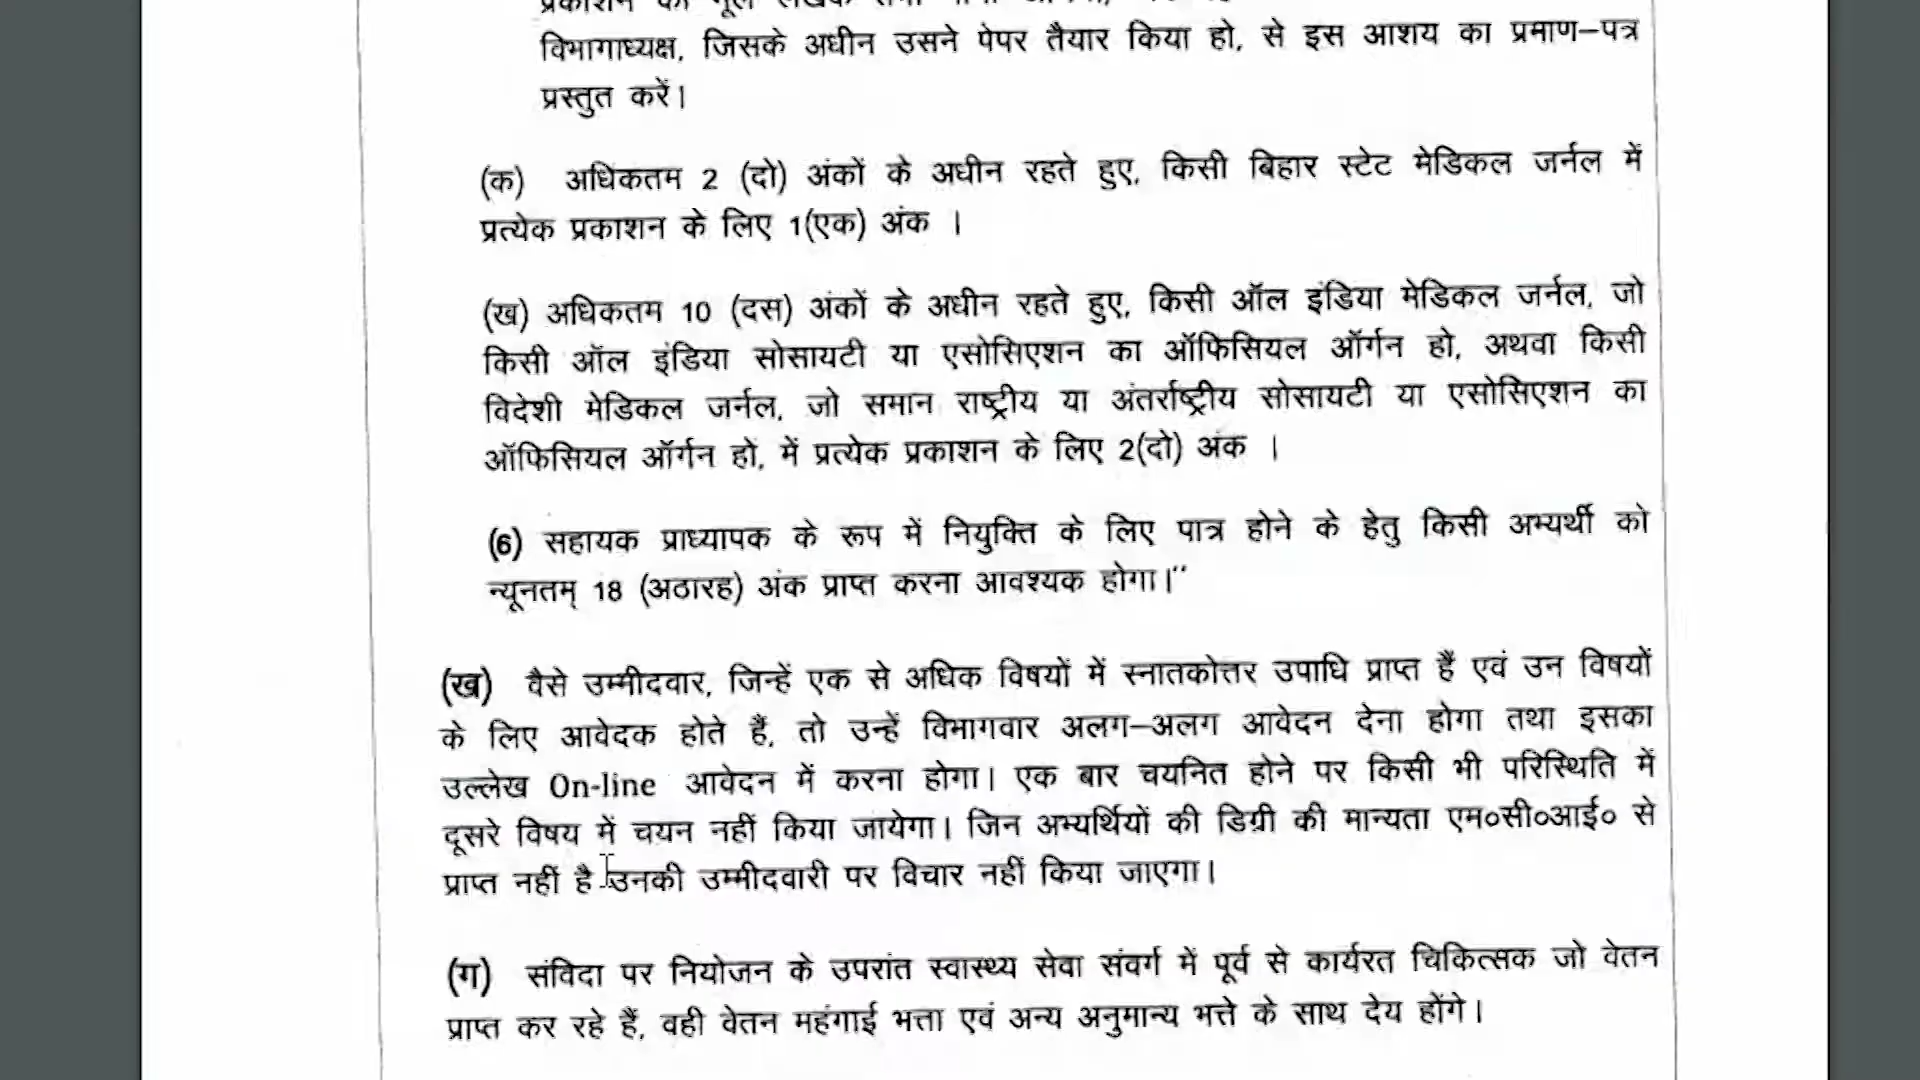 प्रकाशन का मूल लेखक
विभागाध्यक्ष, जिसके अधीन उसने पेपर तैयार किया हो, से इस आशय का प्रमाण–पत्र
प्रस्तुत करें।
(क) अधिकतम 2 (दो) अंकों के अधीन रहते हुए, किसी बिहार स्टेट मेडिकल जर्नल में
प्रत्येक प्रकाशन के लिए 1(एक) अंक ।
(ख) अधिकतम 10 (दस) अंकों के अधीन रहते हुए, किसी ऑल इंडिया मेडिकल जर्नल, जो
किसी ऑल इंडिया सोसायटी या एसोसिएशन का ऑफिसियल ऑर्गन हो, अथवा किसी
विदेशी मेडिकल जर्नल, जो समान राष्ट्रीय या अंतर्राष्ट्रीय सोसायटी या एसोसिएशन का
ऑफिसियल ऑर्गन हो, में प्रत्येक प्रकाशन के लिए 2(दो) अंक ।
(6) सहायक प्राध्यापक के रूप में नियुक्ति के लिए पात्र होने के हेतु किसी अभ्यर्थी को
न्यूनतम् 18 (अठारह) अंक प्राप्त करना आवश्यक होगा।"
(ख) वैसे उम्मीदवार, जिन्हें एक से अधिक विषयों में स्नातकोत्तर उपाधि प्राप्त हैं एवं उन विषयों
के लिए आवेदक होते हैं, तो उन्हें विभागवार अलग–अलग आवेदन देना होगा तथा इसका
उल्लेख On-line आवेदन में करना होगा। एक बार चयनित होने पर किसी भी परिस्थिति में
दूसरे विषय में चयन नहीं किया जायेगा। जिन अभ्यर्थियों की डिग्री की मान्यता एम०सी०आई० से
प्राप्त नहीं है उनकी उम्मीदवारी पर विचार नहीं किया जाएगा।
(ग) संविदा पर नियोजन के उपरांत स्वास्थ्य सेवा संवर्ग में पूर्व से कार्यरत चिकित्सक जो वेतन
प्राप्त कर रहे हैं, वही वेतन महंगाई भत्ता एवं अन्य अनुमान्य भत्ते के साथ देय होंगे।